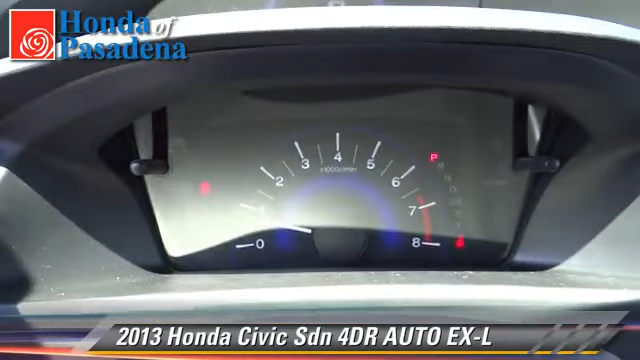 Honda of
Pasadena
0
1
2
3
4
5
6
7
8
x1000r/min
P
R
N
D
2013 Honda Civic Sdn 4DR AUTO EX-L